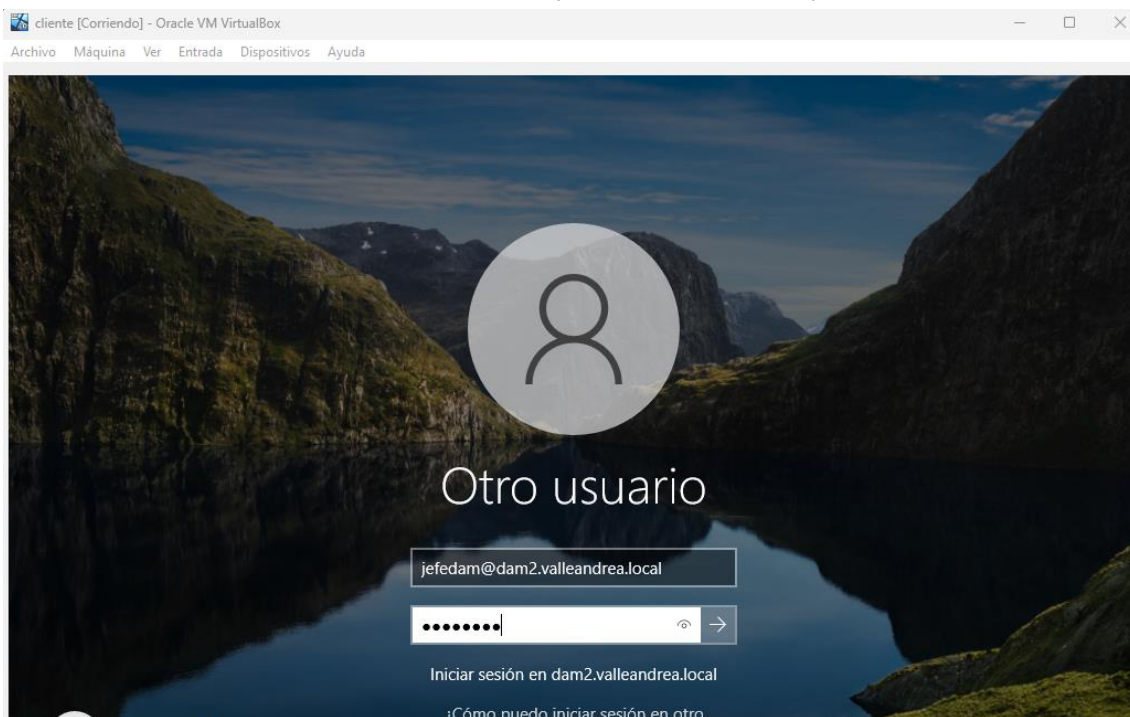 cliente [Corriendo] - Oracle VM VirtualBox
Archivo Máquina Ver Entrada Dispositivos Ayuda
Otro usuario
jefedam@dam2.valleandrea.local
••••••••
Iniciar sesión en dam2.valleandrea.local
¿Cómo puedo iniciar sesión en otro